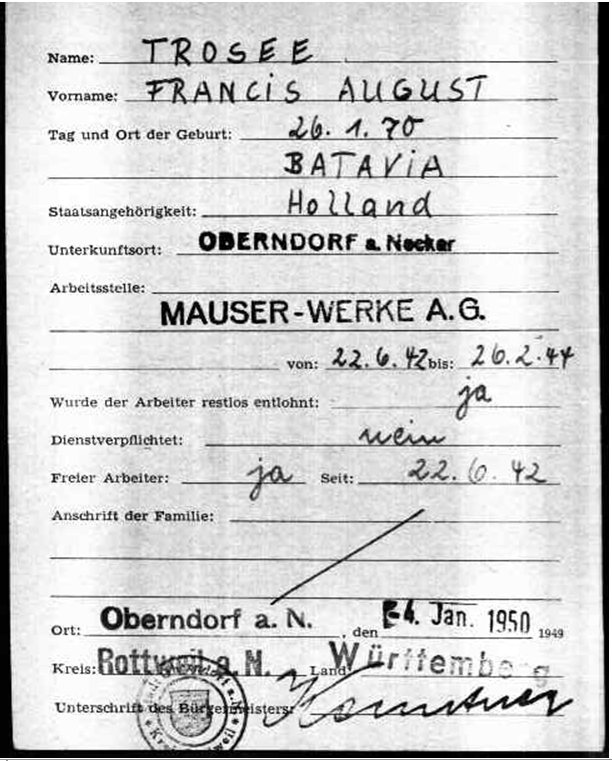 Name: TROSEE
Vorname: FRANCIS AUGUST
Tag und Ort der Geburt: 26.1.70
BATAVIA
Staatsangehörigkeit: Holland
Unterkunftsort: OBERNDORF a. Necker
Arbeitsstelle:
MAUSER-WERKE A.G.
von: 22.6.42 bis: 26.2.44
Wurde der Arbeiter restlos entlohnt: ja
Dienstverpflichtet: nein
Freier Arbeiter: ja Seit: 22.6.42
Anschrift der Familie:
Ort: Oberndorf a. N., den -4. Jan. 1950 1949
Kreis: Rottweil a. N. Land Württemberg
Unterschrift des Bürgermeisters: